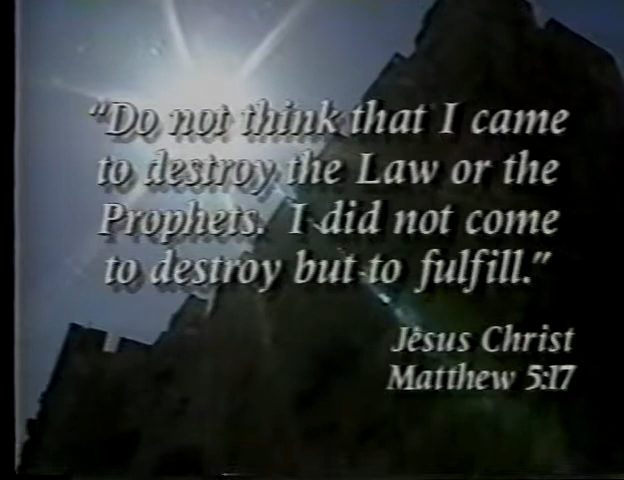 “Do not think that I came
to destroy the Law or the
Prophets. I did not come
to destroy but to fulfill.”
Jesus Christ
Matthew 5:17